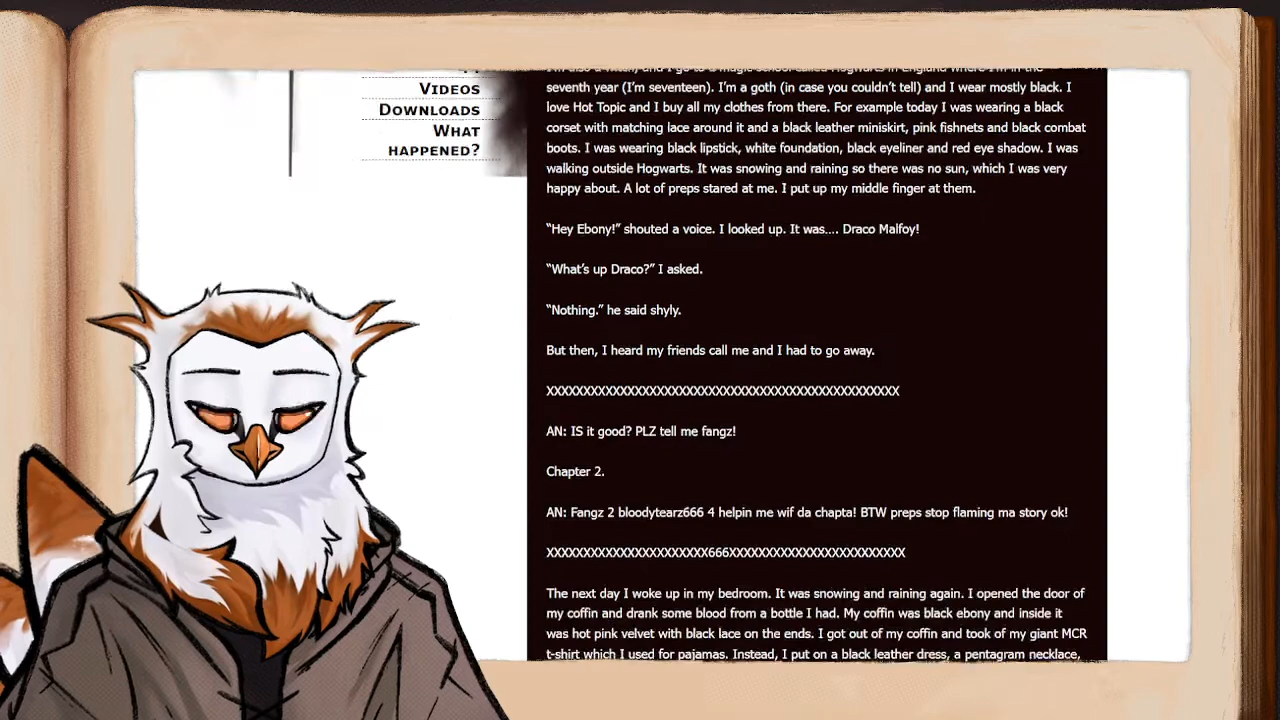 VIDEOS
DOWNLOADS
WHAT
HAPPENED?
seventh year (I'm seventeen). I'm a goth (in case you couldn't tell) and I wear mostly black. I
love Hot Topic and I buy all my clothes from there. For example today I was wearing a black
corset with matching lace around it and a black leather miniskirt, pink fishnets and black combat
boots. I was wearing black lipstick, white foundation, black eyeliner and red eye shadow. I was
walking outside Hogwarts. It was snowing and raining so there was no sun, which I was very
happy about. A lot of preps stared at me. I put up my middle finger at them.
“Hey Ebony!” shouted a voice. I looked up. It was…. Draco Malfoy!
“What's up Draco?” I asked.
“Nothing.” he said shyly.
But then, I heard my friends call me and I had to go away.
XXXXXXXXXXXXXXXXXXXXXXXXXXXXXXXXXXXXXXXXXXXXXXXXXX
AN: IS it good? PLZ tell me fangz!
Chapter 2.
AN: Fangz 2 bloodytearz666 4 helpin me wif da chapta! BTW preps stop flaming ma story ok!
XXXXXXXXXXXXXXXXXXXXXXX666XXXXXXXXXXXXXXXXXXXXXXXXX
The next day I woke up in my bedroom. It was snowing and raining again. I opened the door of
my coffin and drank some blood from a bottle I had. My coffin was black ebony and inside it
was hot pink velvet with black lace on the ends. I got out of my coffin and took of my giant MCR
t-shirt which I used for pajamas. Instead, I put on a black leather dress, a pentagram necklace,